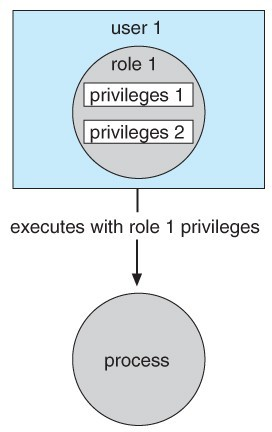 user 1
role 1
privileges 1
privileges 2
executes with role 1 privileges
process